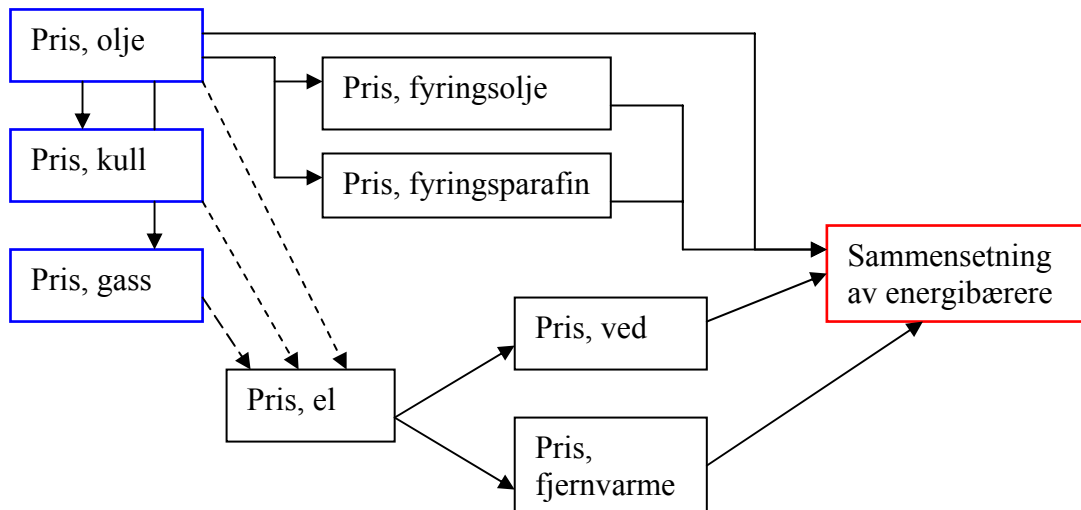 Pris, olje
Pris, fyringsolje
Pris, kull
Pris, fyringsparafin
Pris, gass
Sammensetning
av energibærere
Pris, ved
Pris, el
Pris,
fjernvarme